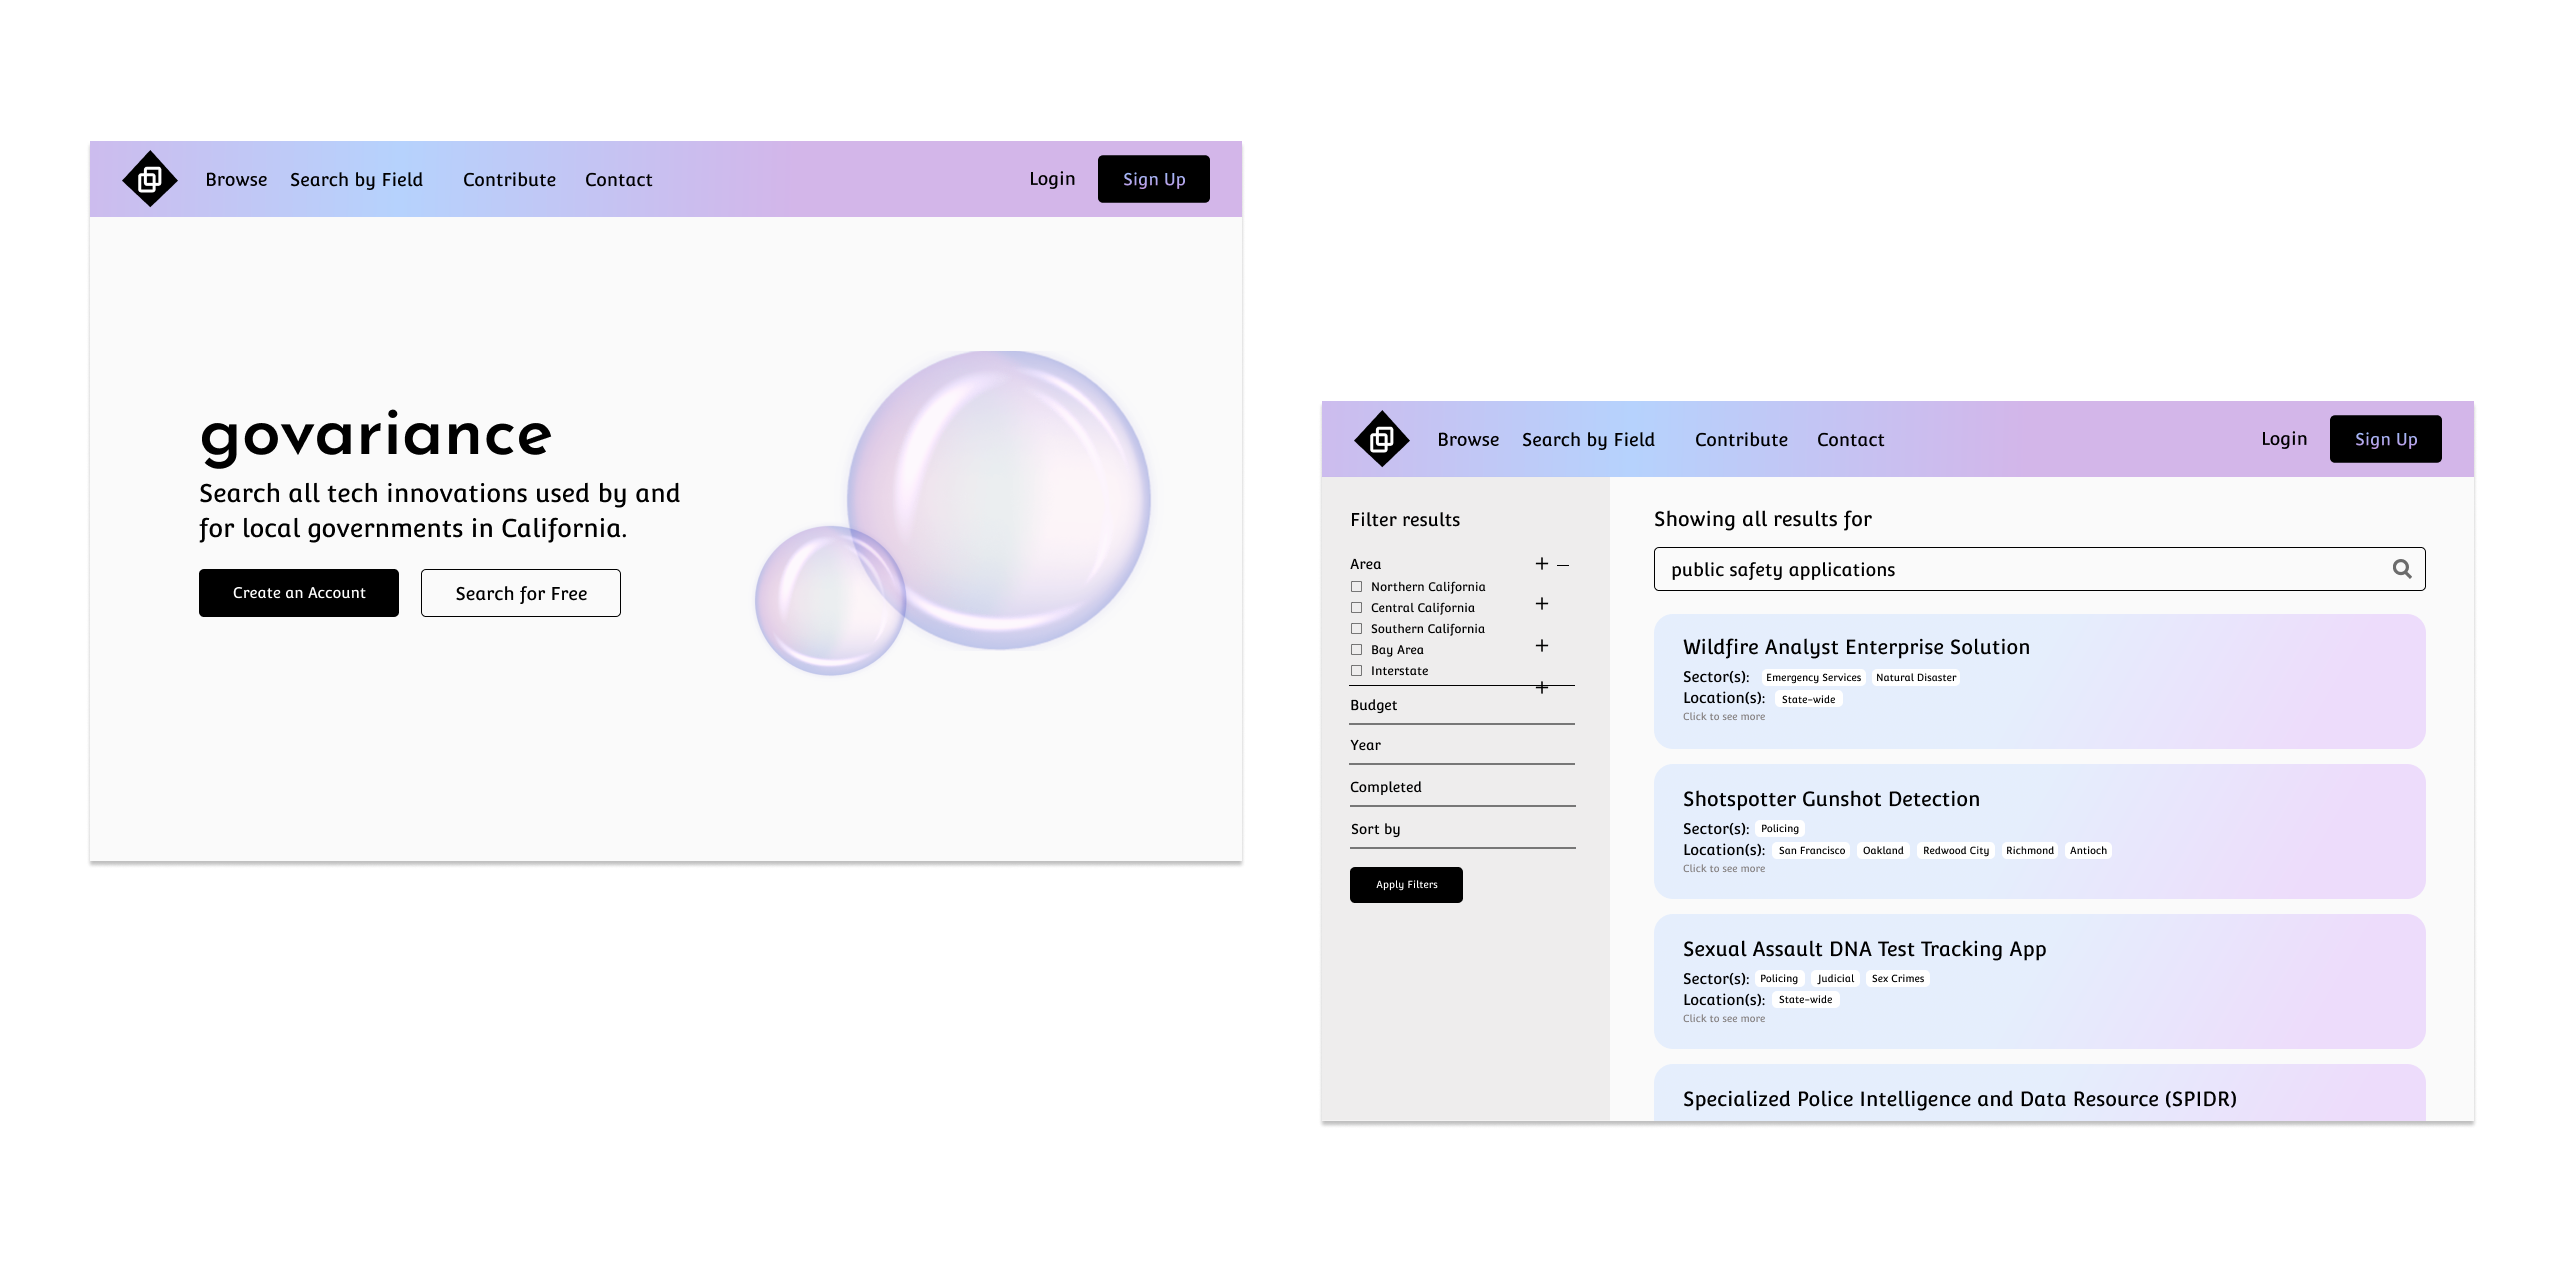 Browse Search by Field Contribute Contact Login Sign Up
govariance
Search all tech innovations used by and
for local governments in California.
Create an Account Search for Free
Browse Search by Field Contribute Contact Login Sign Up
Filter results
Area + –
Northern California
Central California +
Southern California
Bay Area +
Interstate
+
Budget
Year
Completed
Sort by
Apply Filters
Showing all results for
public safety applications
Wildfire Analyst Enterprise Solution
Sector(s): Emergency Services Natural Disaster
Location(s): State-wide
Click to see more
Shotspotter Gunshot Detection
Sector(s): Policing
Location(s): San Francisco Oakland Redwood City Richmond Antioch
Click to see more
Sexual Assault DNA Test Tracking App
Sector(s): Policing Judicial Sex Crimes
Location(s): State-wide
Click to see more
Specialized Police Intelligence and Data Resource (SPIDR)